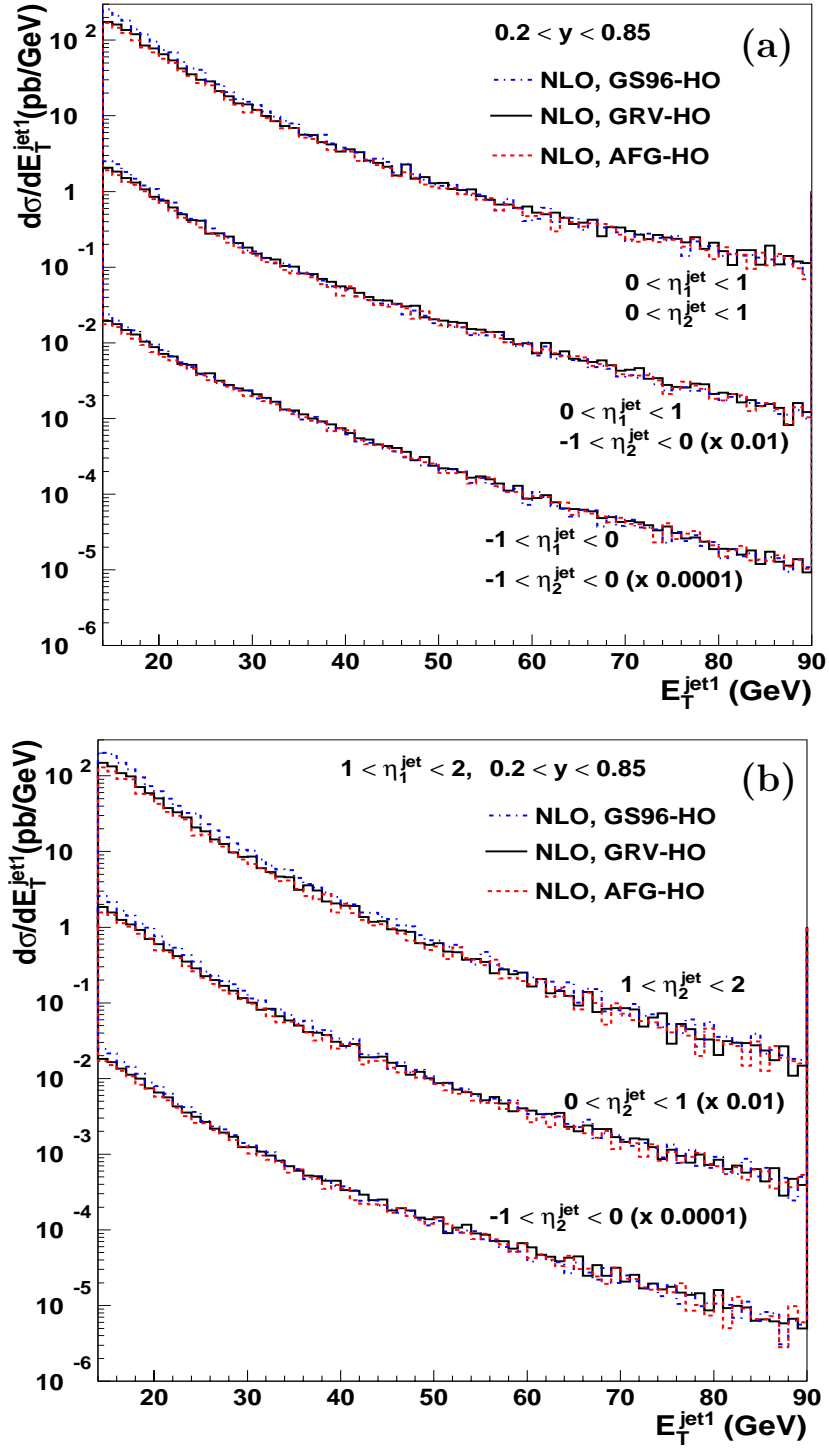 (a)
0.2 < y < 0.85
NLO, GS96-HO
NLO, GRV-HO
NLO, AFG-HO
dσ/dE_T^jet1(pb/GeV)
10^2
10
1
10^-1
10^-2
10^-3
10^-4
10^-5
10^-6
0 < η_1^jet < 1
0 < η_2^jet < 1
0 < η_1^jet < 1
-1 < η_2^jet < 0 (x 0.01)
-1 < η_1^jet < 0
-1 < η_2^jet < 0 (x 0.0001)
20 30 40 50 60 70 80 90
E_T^jet1 (GeV)
(b)
1 < η_1^jet < 2, 0.2 < y < 0.85
NLO, GS96-HO
NLO, GRV-HO
NLO, AFG-HO
dσ/dE_T^jet1(pb/GeV)
10^2
10
1
10^-1
10^-2
10^-3
10^-4
10^-5
10^-6
1 < η_2^jet < 2
0 < η_2^jet < 1 (x 0.01)
-1 < η_2^jet < 0 (x 0.0001)
20 30 40 50 60 70 80 90
E_T^jet1 (GeV)